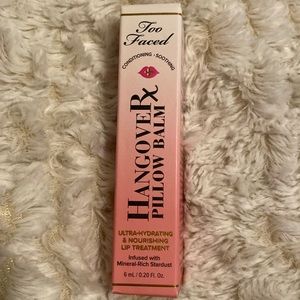 Too
Faced
CONDITIONING • SOOTHING
HANGOVER℞
PILLOW BALM
ULTRA-HYDRATING
& NOURISHING
LIP TREATMENT
Infused with
Mineral-Rich Stardust
6 mL / 0.20 Fl. Oz.